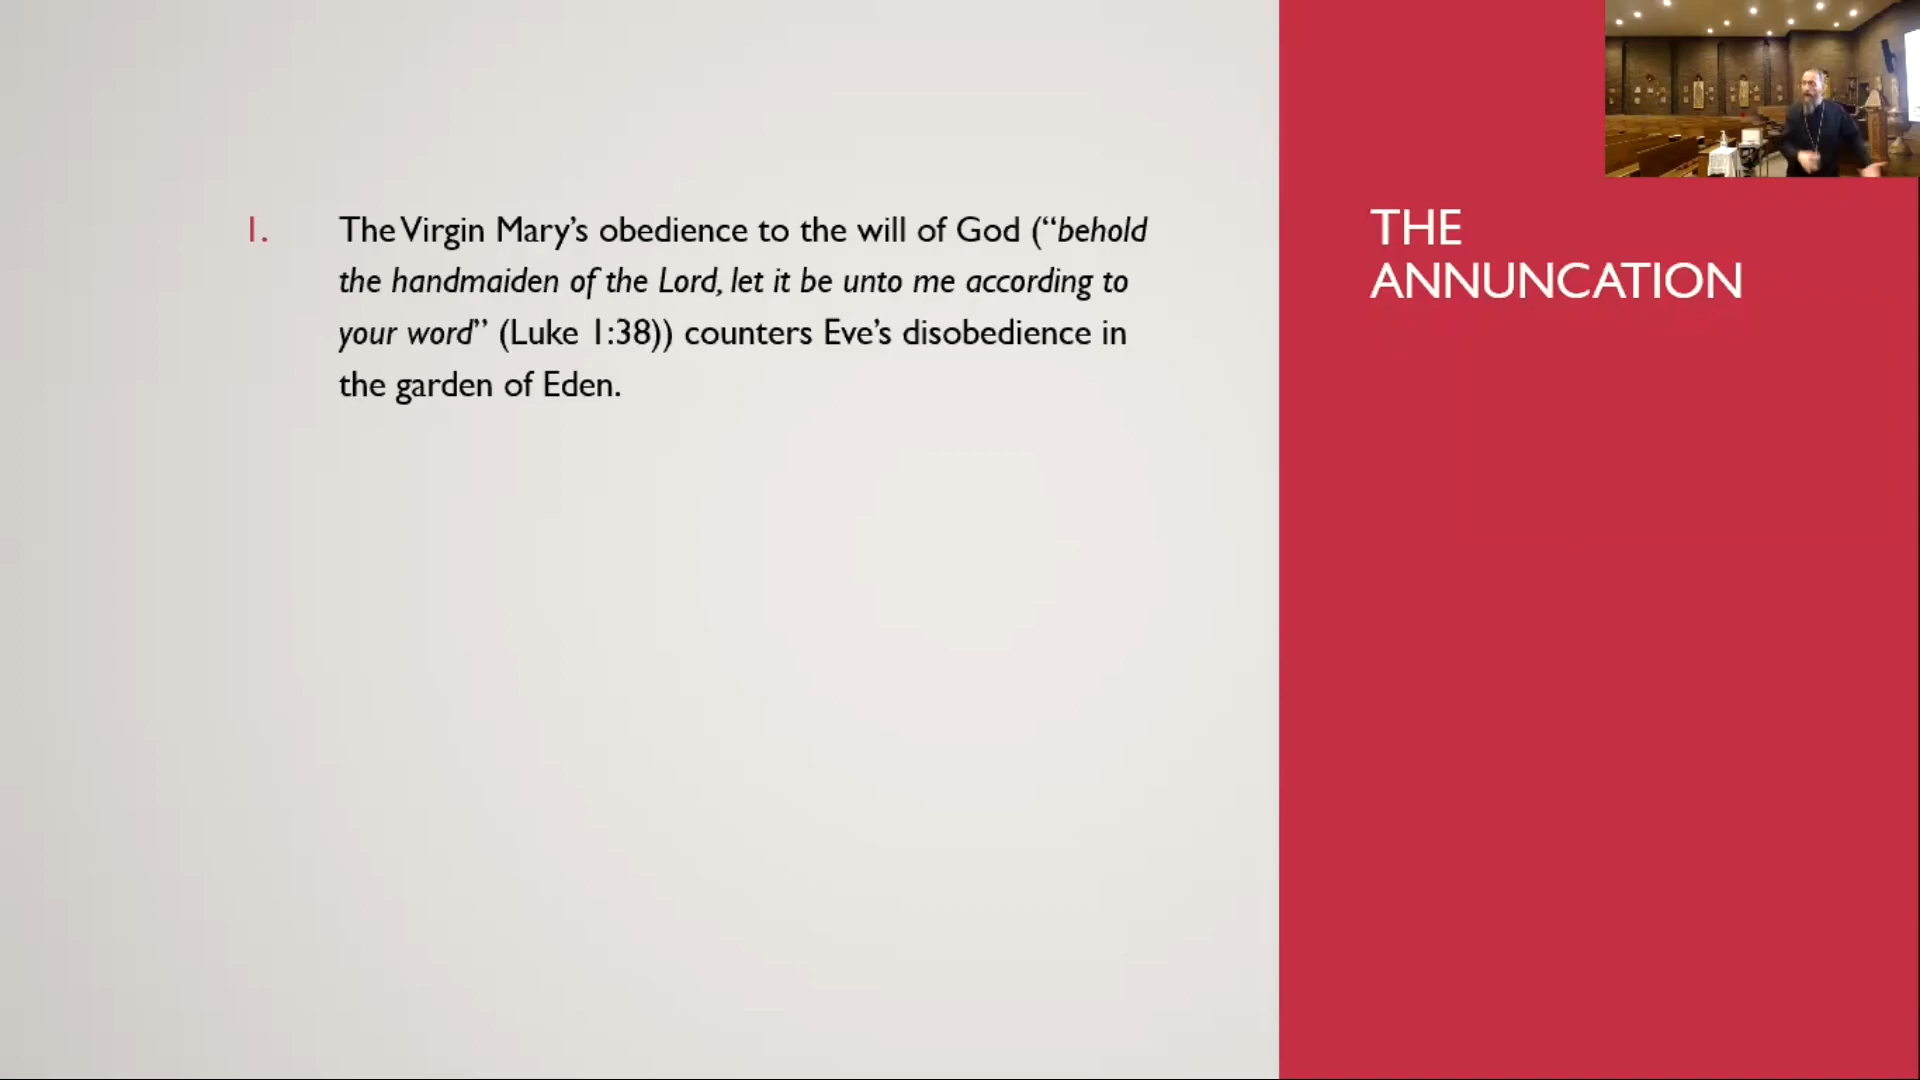 1. The Virgin Mary’s obedience to the will of God (“behold
the handmaiden of the Lord, let it be unto me according to
your word” (Luke 1:38)) counters Eve’s disobedience in
the garden of Eden.
THE
ANNUNCATION